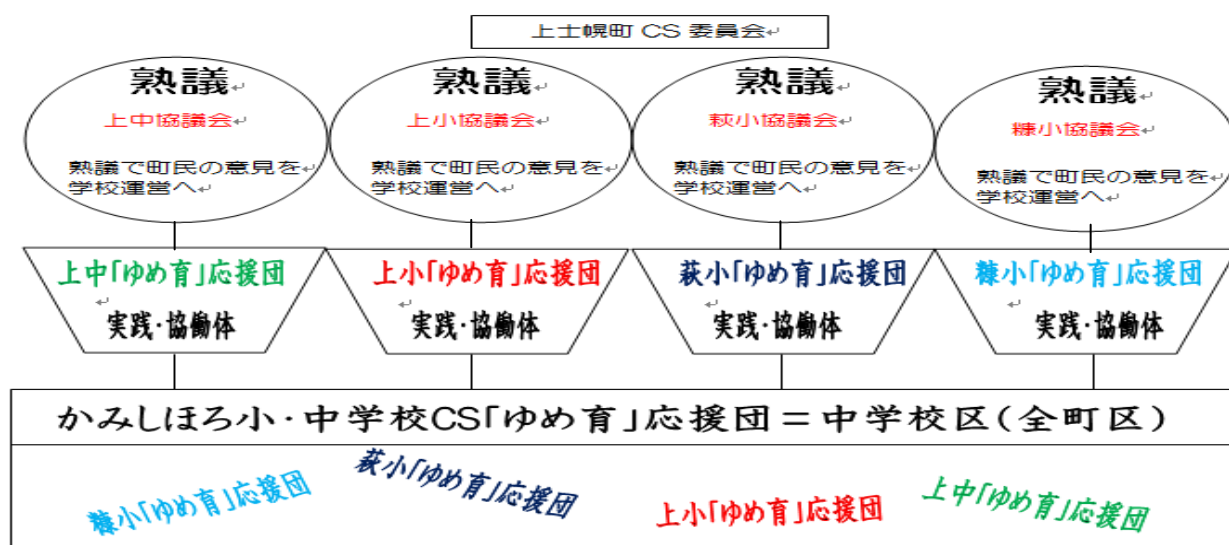 上士幌町 CS 委員会
熟議
上中協議会
熟議で町民の意見を
学校運営へ
熟議
上小協議会
熟議で町民の意見を
学校運営へ
熟議
萩小協議会
熟議で町民の意見を
学校運営へ
熟議
糠小協議会
熟議で町民の意見を
学校運営へ
上中「ゆめ育」応援団
実践・協働体
上小「ゆめ育」応援団
実践・協働体
萩小「ゆめ育」応援団
実践・協働体
糠小「ゆめ育」応援団
実践・協働体
かみしほろ小・中学校CS「ゆめ育」応援団＝中学校区(全町区)
糠小「ゆめ育」応援団
萩小「ゆめ育」応援団
上小「ゆめ育」応援団
上中「ゆめ育」応援団